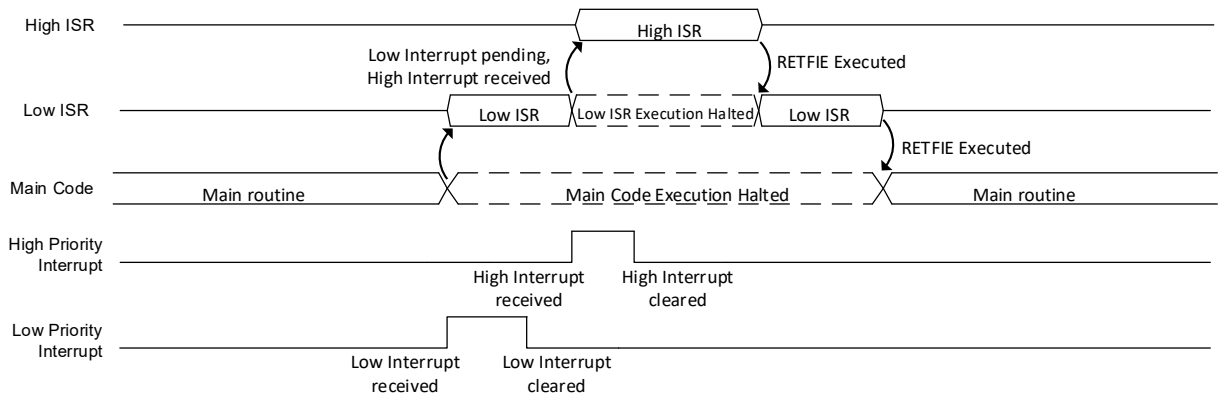 High ISR
High ISR
Low Interrupt pending,
High Interrupt received
RETFIE Executed
Low ISR
Low ISR
Low ISR Execution Halted
Low ISR
RETFIE Executed
Main Code
Main routine
Main Code Execution Halted
Main routine
High Priority
Interrupt
High Interrupt
received
High Interrupt
cleared
Low Priority
Interrupt
Low Interrupt
received
Low Interrupt
cleared